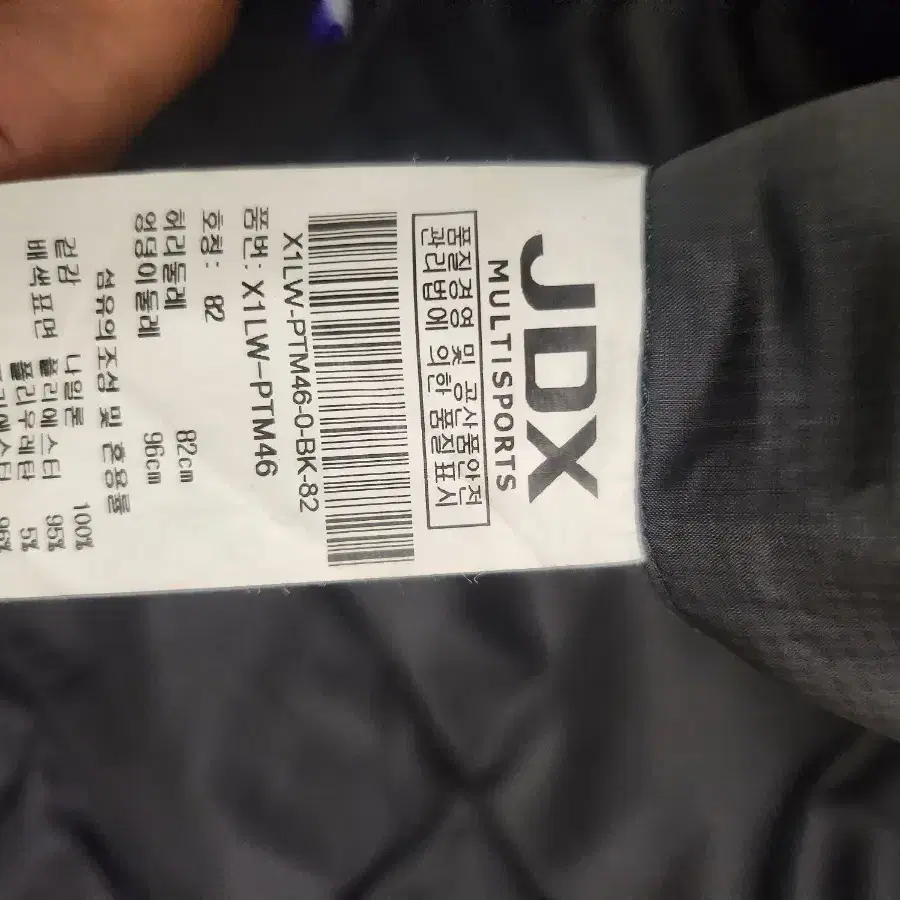 JDX
MULTISPORTS
품질경영 및 공산품안전
관리법에 의한 품질표시
X1LW-PTM46-0-BK-82
품번: X1LW-PTM46
호칭: 82
허리둘레 82cm
엉덩이둘레 96cm
섬유의 조성 및 혼용률
겉감 나일론 100%
배색표면 폴리에스터 95%
폴리우레탄 5%
96%